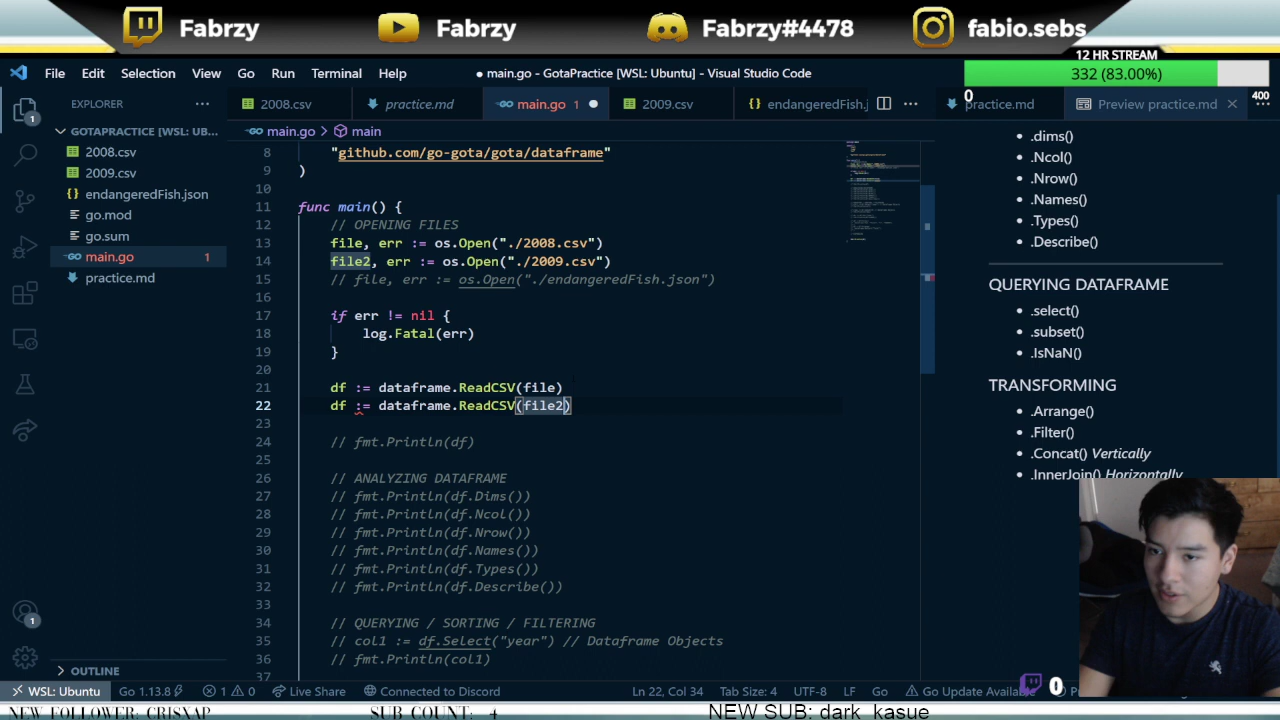 Fabrzy
Fabrzy
Fabrzy#4478
fabio.sebs
12 HR STREAM
332 (83.00%)
0
400
File Edit Selection View Go Run Terminal Help
● main.go - GotaPractice [WSL: Ubuntu] - Visual Studio Code
EXPLORER
2008.csv
practice.md
main.go 1
2009.csv
endangeredFish.j
practice.md
Preview practice.md
GOTAPRACTICE [WSL: UB...
2008.csv
2009.csv
endangeredFish.json
go.mod
go.sum
main.go 1
practice.md
OUTLINE
main.go > main
8 "github.com/go-gota/gota/dataframe"
9 )
10
11 func main() {
12 // OPENING FIlES
13 file, err := os.Open("./2008.csv")
14 file2, err := os.Open("./2009.csv")
15 // file, err := os.Open("./endangeredFish.json")
16
17 if err != nil {
18 log.Fatal(err)
19 }
20
21 df := dataframe.ReadCSV(file)
22 df := dataframe.ReadCSV(file2)
23
24 // fmt.Println(df)
25
26 // ANALYZING DATAFRAME
27 // fmt.Println(df.Dims())
28 // fmt.Println(df.Ncol())
29 // fmt.Println(df.Nrow())
30 // fmt.Println(df.Names())
31 // fmt.Println(df.Types())
32 // fmt.Println(df.Describe())
33
34 // QUERYING / SORTING / FILTERING
35 // col1 := df.Select("year") // Dataframe Objects
36 // fmt.Println(col1)
37
• .dims()
• .Ncol()
• .Nrow()
• .Names()
• .Types()
• .Describe()
QUERYING DATAFRAME
• .select()
• .subset()
• .IsNaN()
TRANSFORMING
• .Arrange()
• .Filter()
• .Concat() Vertically
• .InnerJoin() Horizontally
1
1
WSL: Ubuntu Go 1.13.8 1 0 Live Share Connected to Discord Ln 22, Col 34 Tab Size: 4 UTF-8 LF Go Go Update Availa
0
NEW FOLLOWER: CRISXAP
SUB COUNT: 4
NEW SUB: dark_kasue